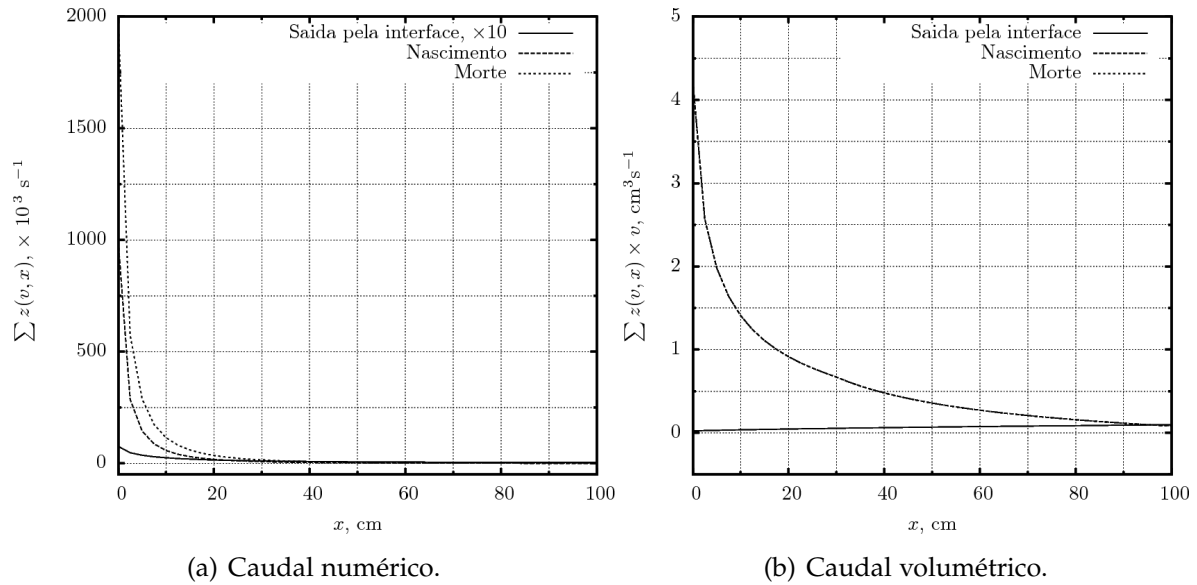 2000
1500
1000
500
0
0
20
40
60
80
100
∑ z(v, x), × 10³ s⁻¹
x, cm
Saida pela interface, ×10
Nascimento
Morte
(a) Caudal numérico.
5
4
3
2
1
0
0
20
40
60
80
100
∑ z(v, x) × v, cm³s⁻¹
x, cm
Saida pela interface
Nascimento
Morte
(b) Caudal volumétrico.